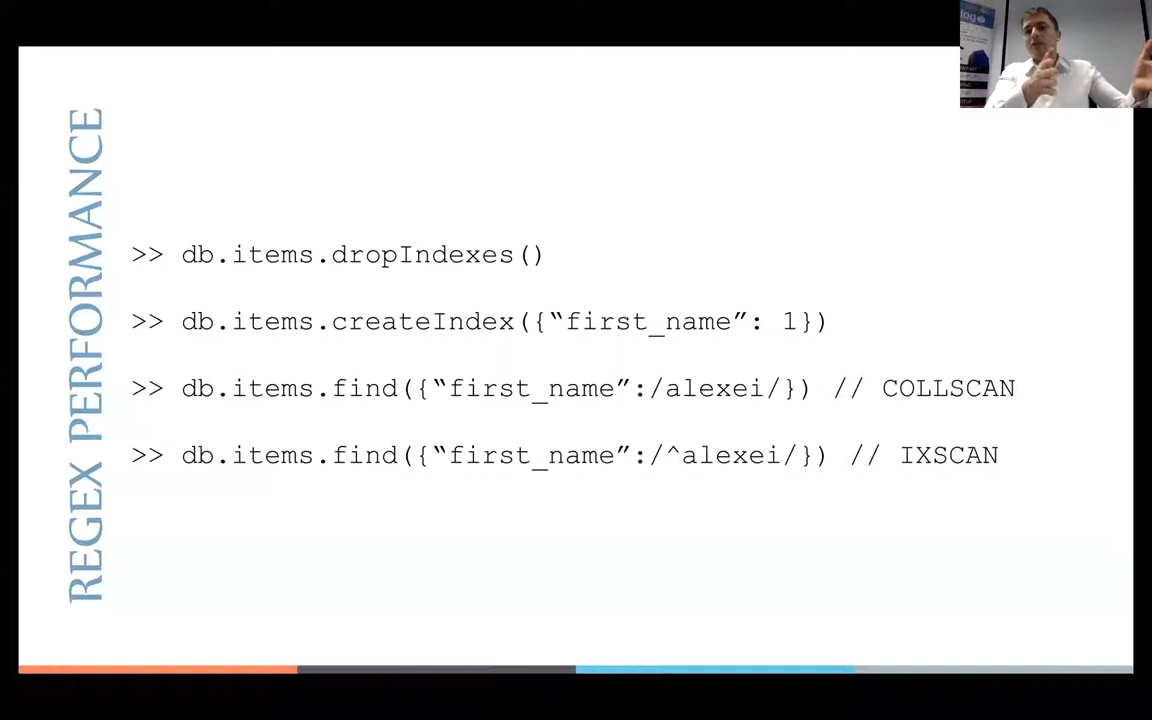 REGEX PERFORMANCE
>> db.items.dropIndexes()
>> db.items.createIndex({“first_name”: 1})
>> db.items.find({“first_name”:/alexei/}) // COLLSCAN
>> db.items.find({“first_name”:/^alexei/}) // IXSCAN